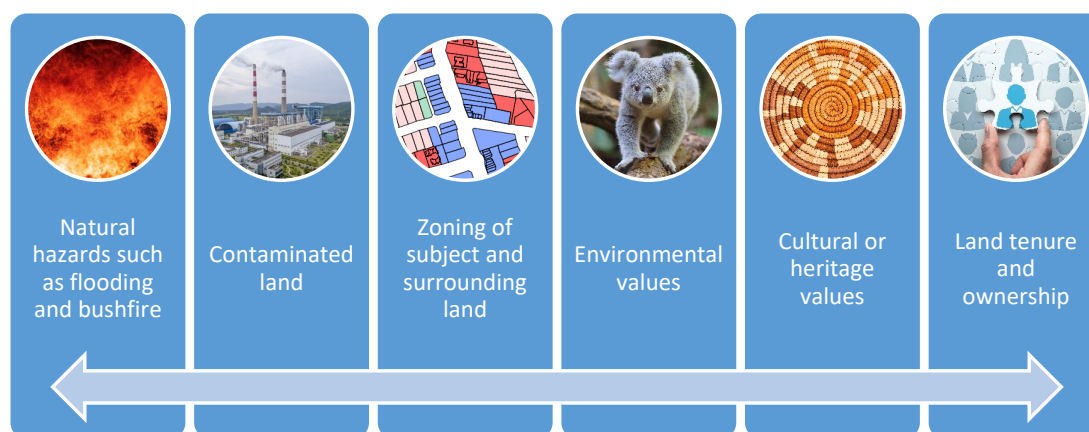 Natural
hazards such
as flooding
and bushfire
Contaminated
land
Zoning of
subject and
surrounding
land
Environmental
values
Cultural or
heritage
values
Land tenure
and
ownership